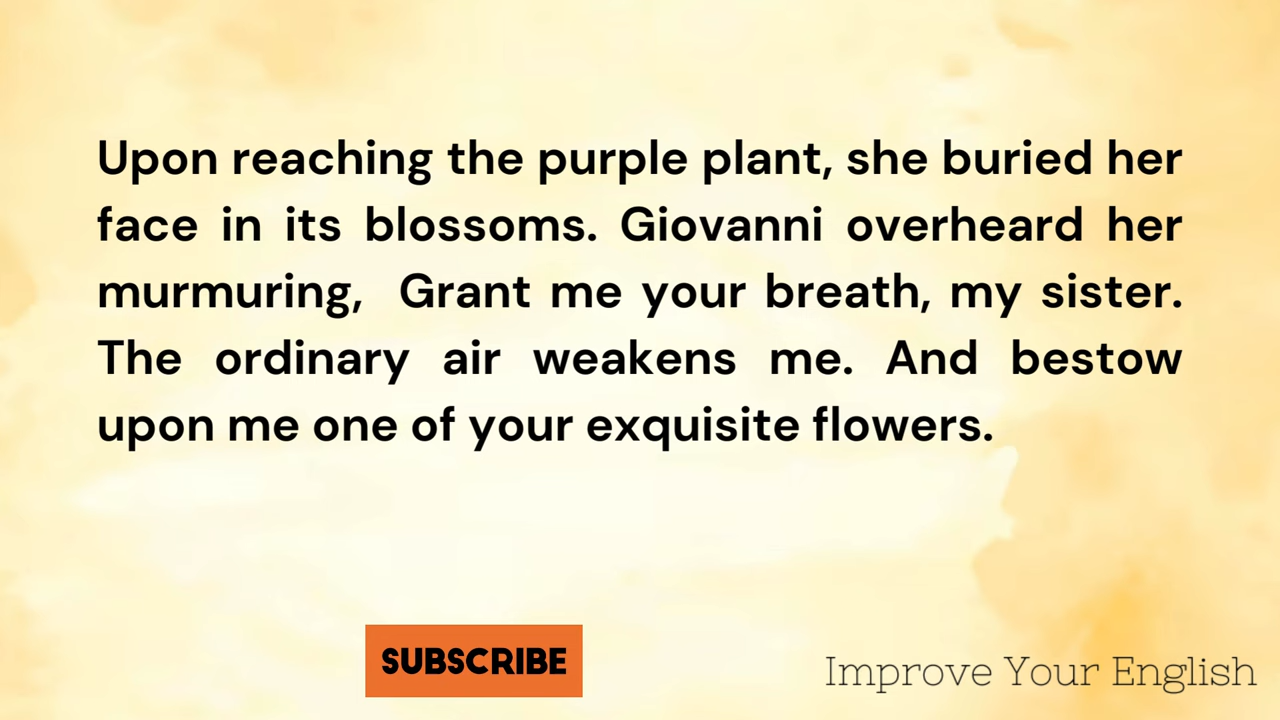 Upon reaching the purple plant, she buried her
face in its blossoms. Giovanni overheard her
murmuring, Grant me your breath, my sister.
The ordinary air weakens me. And bestow
upon me one of your exquisite flowers.
SUBSCRIBE
Improve Your English